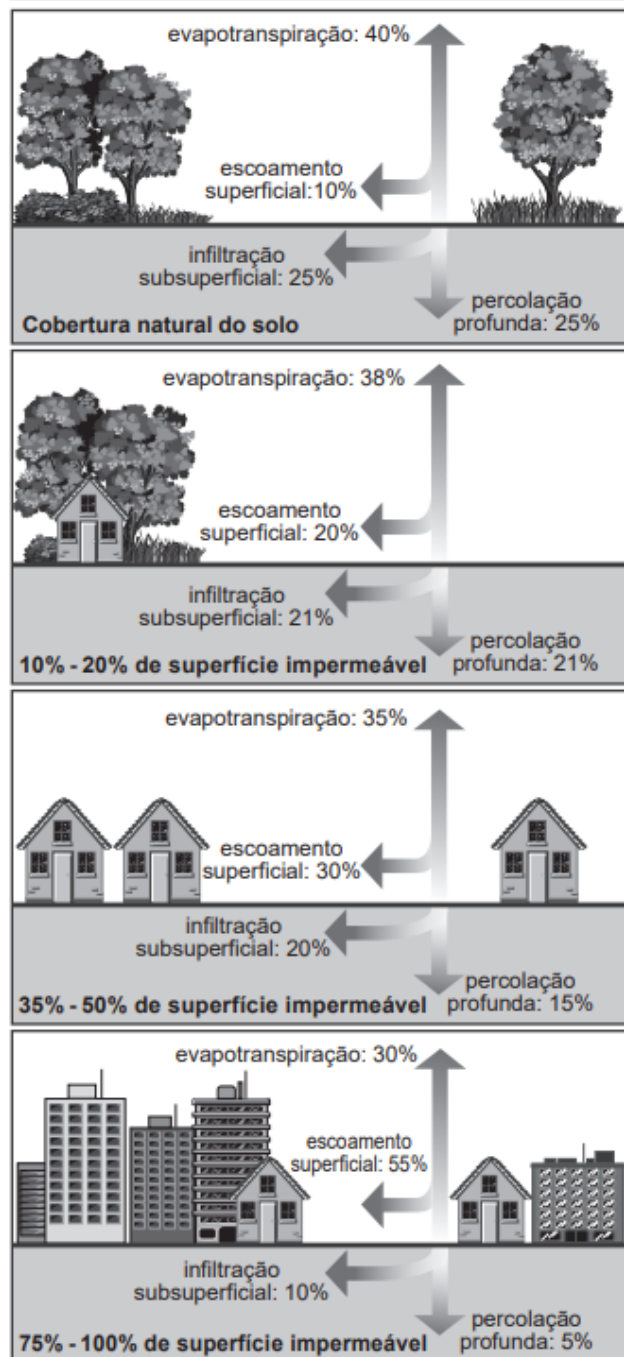 evapotranspiração: 40%
escoamento
superficial:10%
infiltração
subsuperficial: 25%
percolação
profunda: 25%
Cobertura natural do solo
evapotranspiração: 38%
escoamento
superficial: 20%
infiltração
subsuperficial: 21%
percolação
profunda: 21%
10% - 20% de superfície impermeável
evapotranspiração: 35%
escoamento
superficial: 30%
infiltração
subsuperficial: 20%
percolação
profunda: 15%
35% - 50% de superfície impermeável
evapotranspiração: 30%
escoamento
superficial: 55%
infiltração
subsuperficial: 10%
percolação
profunda: 5%
75% - 100% de superfície impermeável